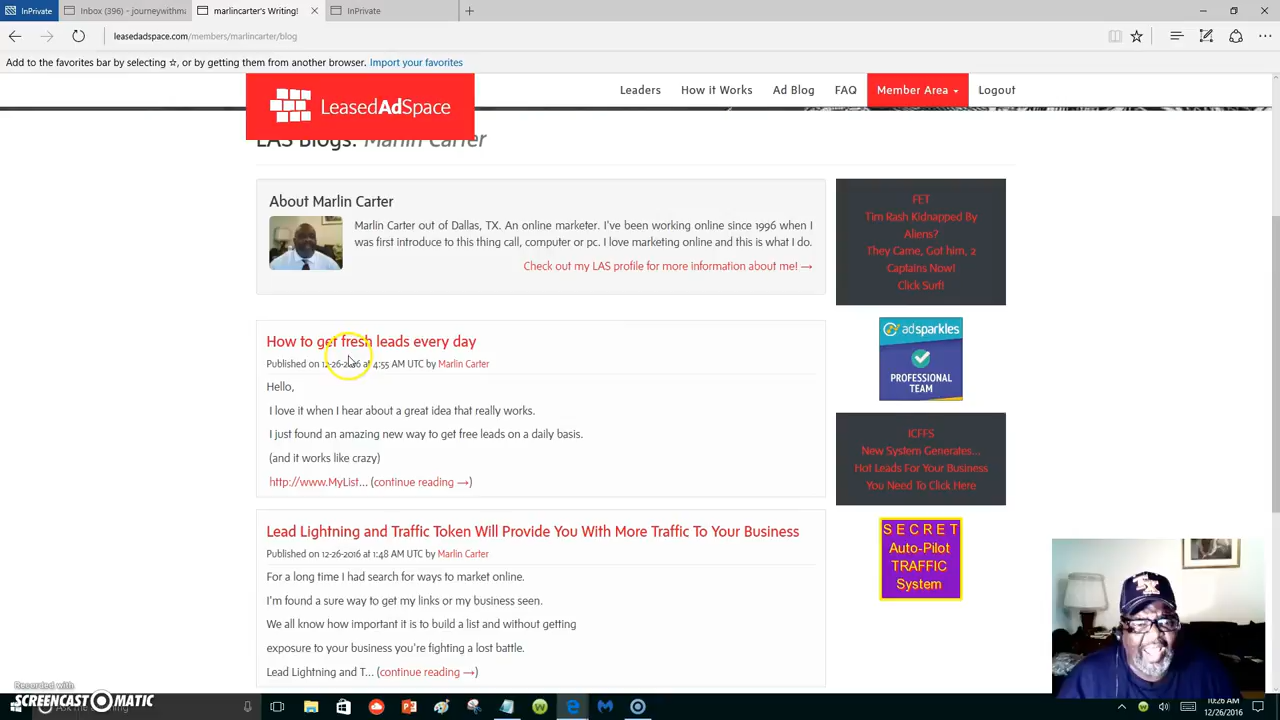 InPrivate
Inbox (396) - journeywithma
marlincarter's Writing!
InPrivate
leasedadspace.com/members/marlincarter/blog
Add to the favorites bar by selecting ☆, or by getting them from another browser. Import your favorites
LeasedAdSpace
Leaders
How it Works
Ad Blog
FAQ
Member Area
Logout
LAS Blogs: Marlin Carter
About Marlin Carter
Marlin Carter out of Dallas, TX. An online marketer. I've been working online since 1996 when I
was first introduce to this thing call, computer or pc. I love marketing online and this is what I do.
Check out my LAS profile for more information about me! →
How to get fresh leads every day
Published on 12-26-2016 at 4:55 AM UTC by Marlin Carter
Hello,
I love it when I hear about a great idea that really works.
I just found an amazing new way to get free leads on a daily basis.
(and it works like crazy)
http://www.MyList... (continue reading →)
Lead Lightning and Traffic Token Will Provide You With More Traffic To Your Business
Published on 12-26-2016 at 1:48 AM UTC by Marlin Carter
For a long time I had search for ways to market online.
I'm found a sure way to get my links or my business seen.
We all know how important it is to build a list and without getting
exposure to your business you're fighting a lost battle.
Lead Lightning and T... (continue reading →)
FET
Tim Rash Kidnapped By
Aliens?
They Came, Got him, 2
Captains Now!
Click Surf!
adsparkles
PROFESSIONAL
TEAM
ICFFS
New System Generates...
Hot Leads For Your Business
You Need To Click Here
SECRET
Auto-Pilot
TRAFFIC
System
Recorded with
SCREENCAST-O-MATIC
10:26 AM
12/26/2016